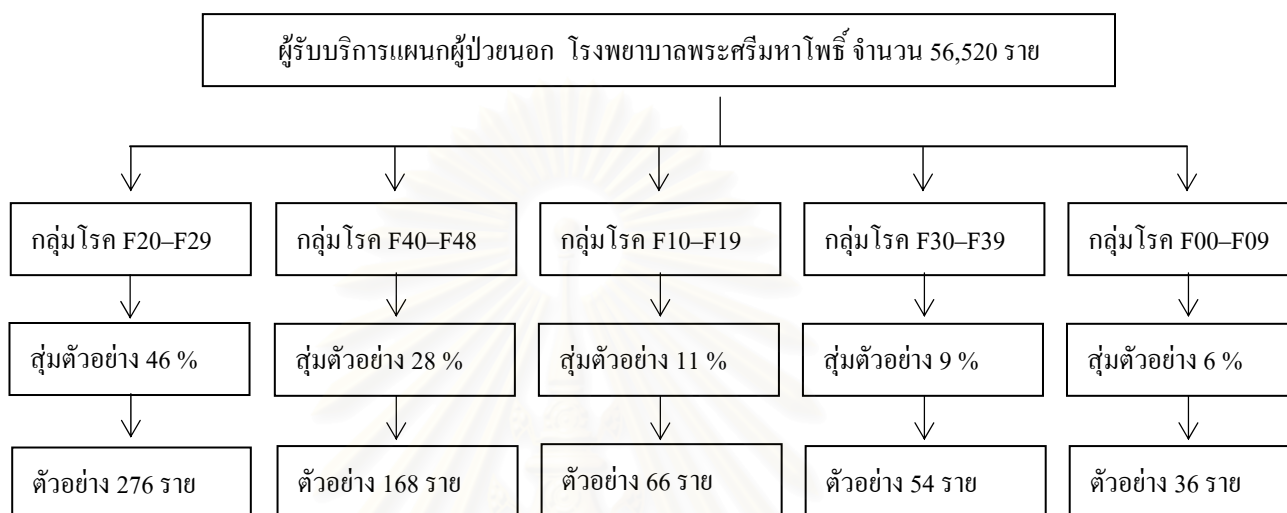 ผู้รับบริการแผนกผู้ป่วยนอก โรงพยาบาลพระศรีมหาโพธิ์ จำนวน 56,520 ราย
กลุ่มโรค F20–F29
กลุ่มโรค F40–F48
กลุ่มโรค F10–F19
กลุ่มโรค F30–F39
กลุ่มโรค F00–F09
สุ่มตัวอย่าง 46 %
สุ่มตัวอย่าง 28 %
สุ่มตัวอย่าง 11 %
สุ่มตัวอย่าง 9 %
สุ่มตัวอย่าง 6 %
ตัวอย่าง 276 ราย
ตัวอย่าง 168 ราย
ตัวอย่าง 66 ราย
ตัวอย่าง 54 ราย
ตัวอย่าง 36 ราย